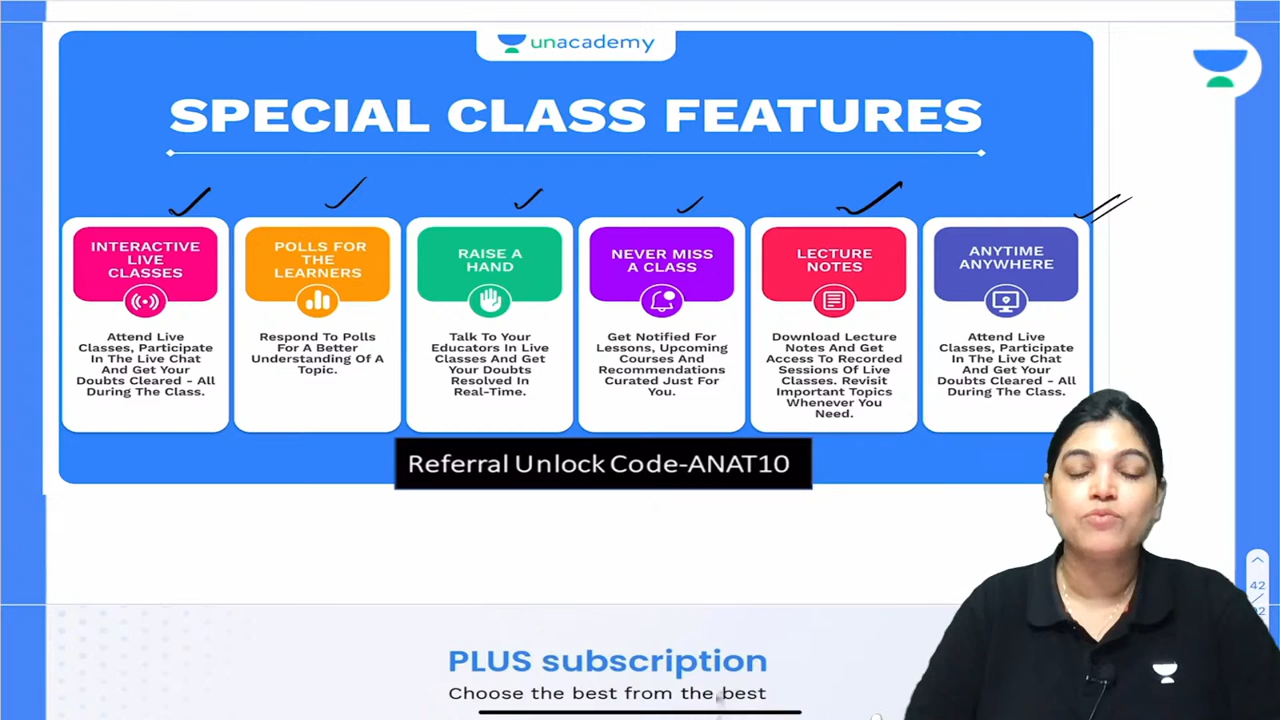 unacademy
SPECIAL CLASS FEATURES
INTERACTIVE
LIVE
CLASSES
Attend Live
Classes, Participate
In The Live Chat
And Get Your
Doubts Cleared - All
During The Class.
POLLS FOR
THE
LEARNERS
Respond To Polls
For A Better
Understanding Of A
Topic.
RAISE A
HAND
Talk To Your
Educators In Live
Classes And Get
Your Doubts
Resolved In
Real-Time.
NEVER MISS
A CLASS
Get Notified For
Lessons, Upcoming
Courses And
Recommendations
Curated Just For
You.
LECTURE
NOTES
Download Lecture
Notes And Get
Access To Recorded
Sessions Of Live
Classes. Revisit
Important Topics
Whenever You
Need.
ANYTIME
ANYWHERE
Attend Live
Classes, Participate
In The Live Chat
And Get Your
Doubts Cleared - All
During The Class.
Referral Unlock Code-ANAT10
42
PLUS subscription
Choose the best from the best